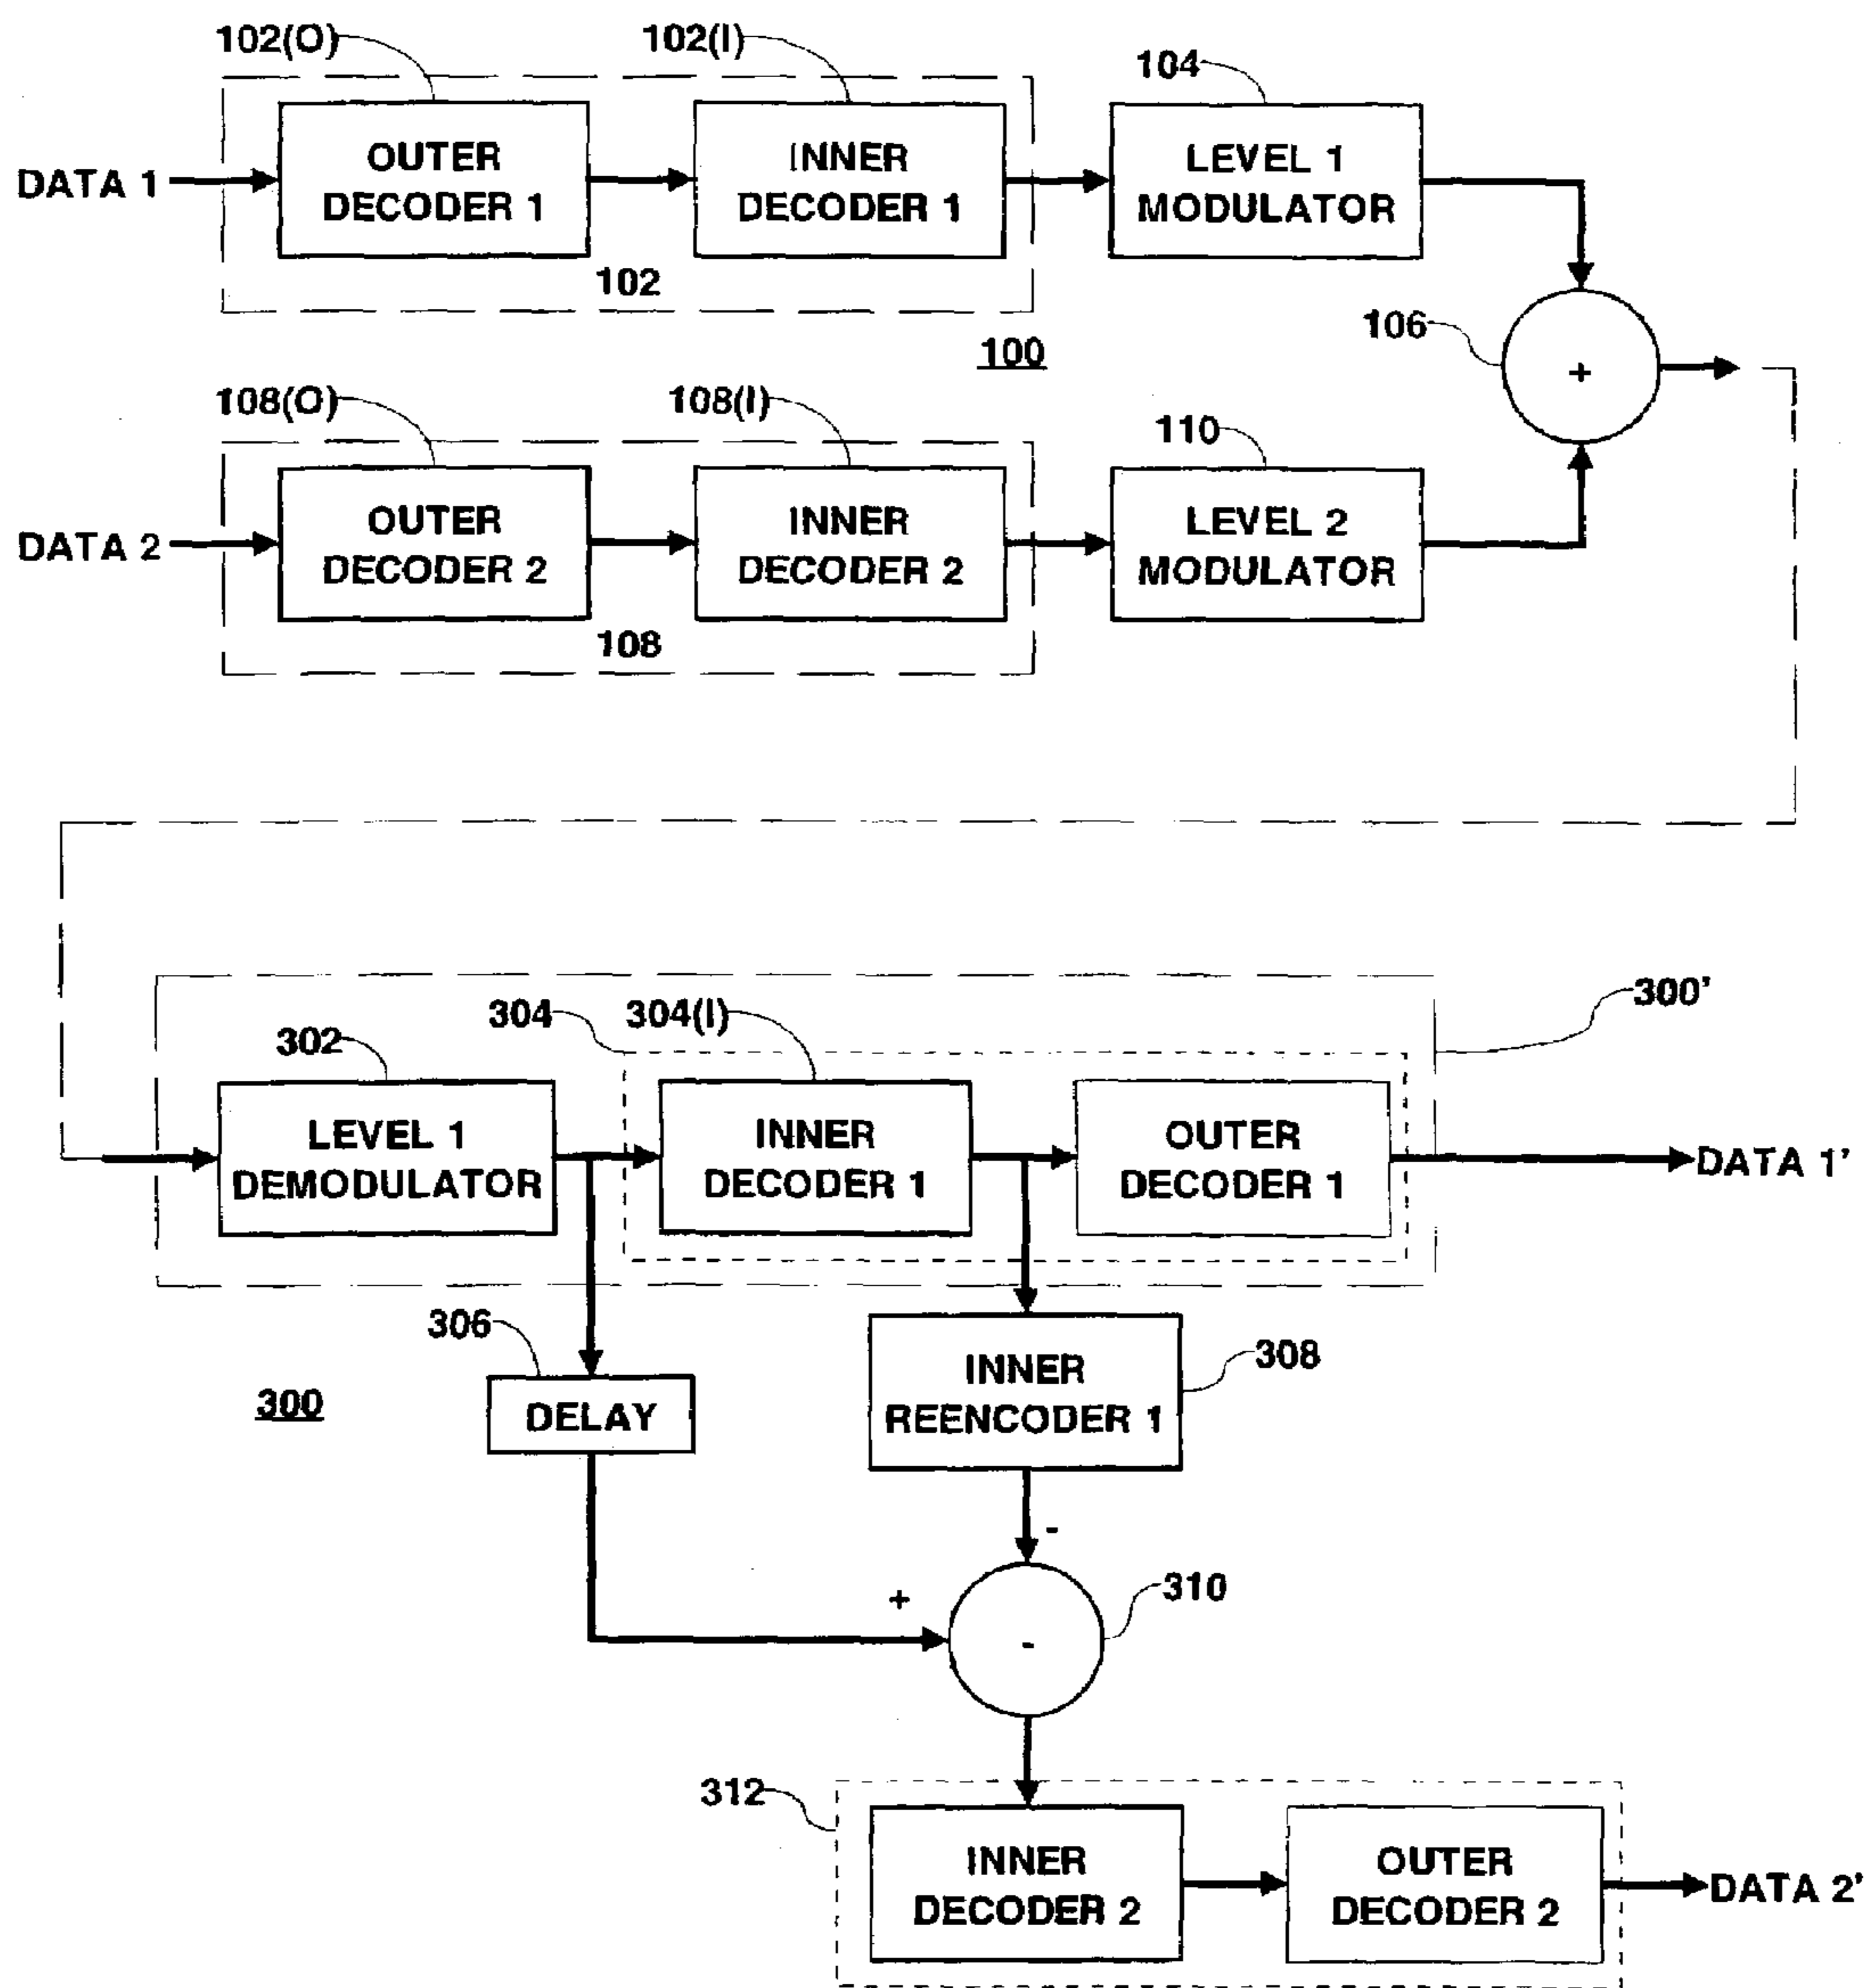 102(O)
102(I)
104
DATA 1
OUTER
DECODER 1
INNER
DECODER 1
LEVEL 1
MODULATOR
102
100
106
+
108(O)
108(I)
110
DATA 2
OUTER
DECODER 2
INNER
DECODER 2
LEVEL 2
MODULATOR
108
300'
304
304(I)
302
LEVEL 1
DEMODULATOR
INNER
DECODER 1
OUTER
DECODER 1
DATA 1'
306
300
DELAY
INNER
REENCODER 1
308
-
+
310
-
312
INNER
DECODER 2
OUTER
DECODER 2
DATA 2'